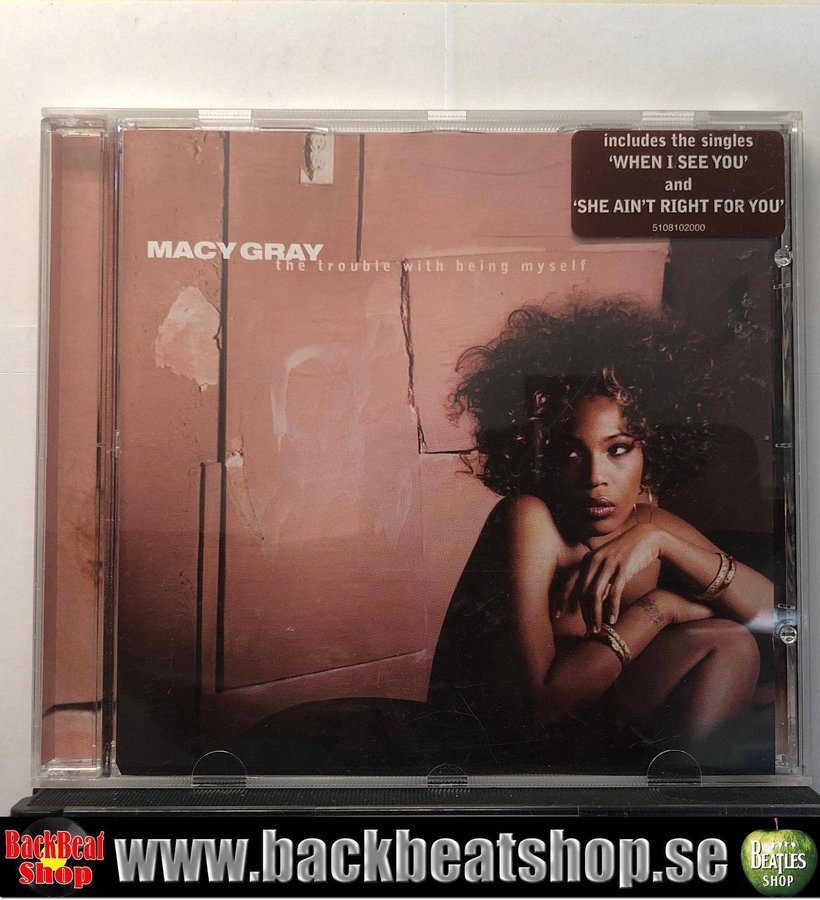 includes the singles
'WHEN I SEE YOU'
and
'SHE AIN'T RIGHT FOR YOU'
5108102000
MACY GRAY
the trouble with being myself
BackBeat
Shop
www.backbeatshop.se
BEATLES
SHOP